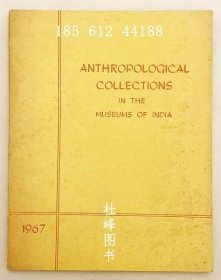 185 612 44188
ANTHROPOLOGICAL
COLLECTIONS
IN THE
MUSEUMS OF INDIA
1967
杜峰图书